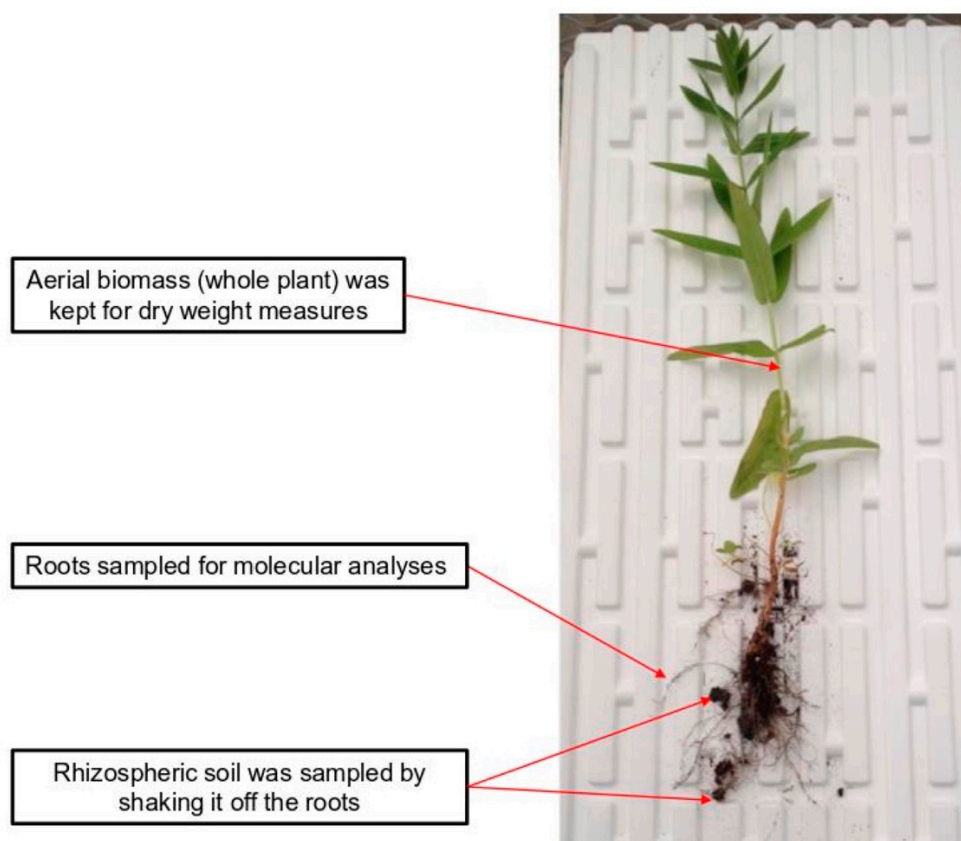 Aerial biomass (whole plant) was
kept for dry weight measures
Roots sampled for molecular analyses
Rhizospheric soil was sampled by
shaking it off the roots